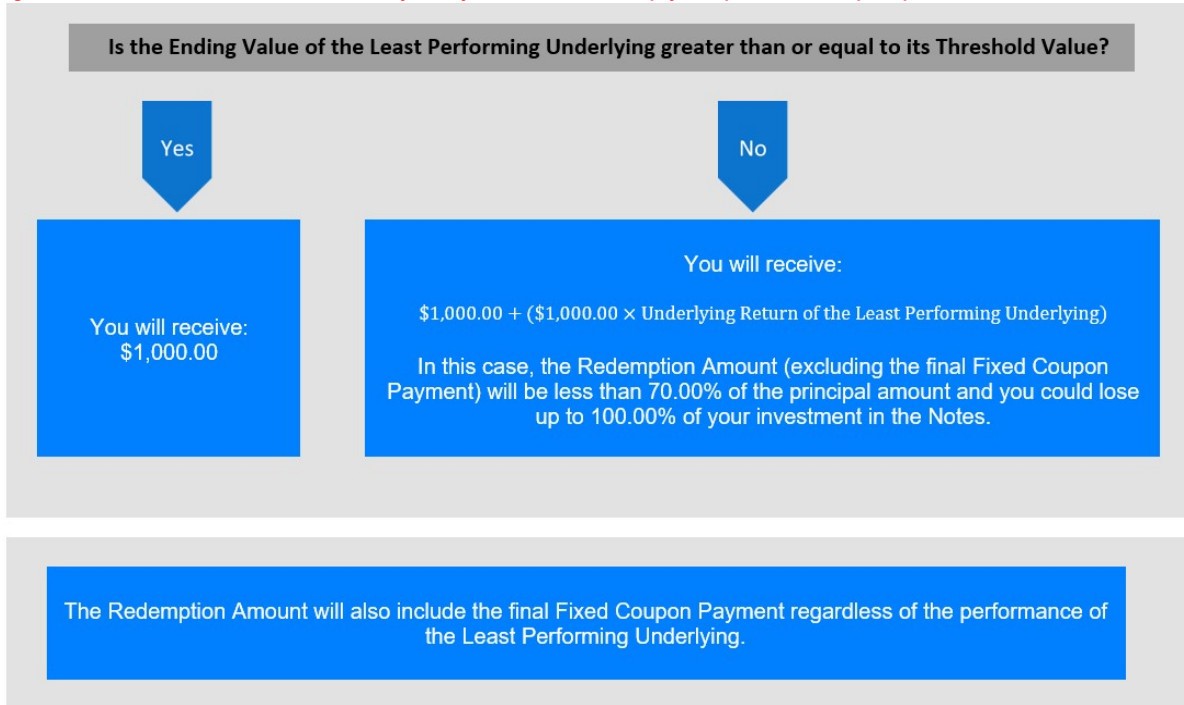 Is the Ending Value of the Least Performing Underlying greater than or equal to its Threshold Value?
Yes
No
You will receive:
$1,000.00
You will receive:
$1,000.00 + ($1,000.00 × Underlying Return of the Least Performing Underlying)
In this case, the Redemption Amount (excluding the final Fixed Coupon
Payment) will be less than 70.00% of the principal amount and you could lose
up to 100.00% of your investment in the Notes.
The Redemption Amount will also include the final Fixed Coupon Payment regardless of the performance of
the Least Performing Underlying.